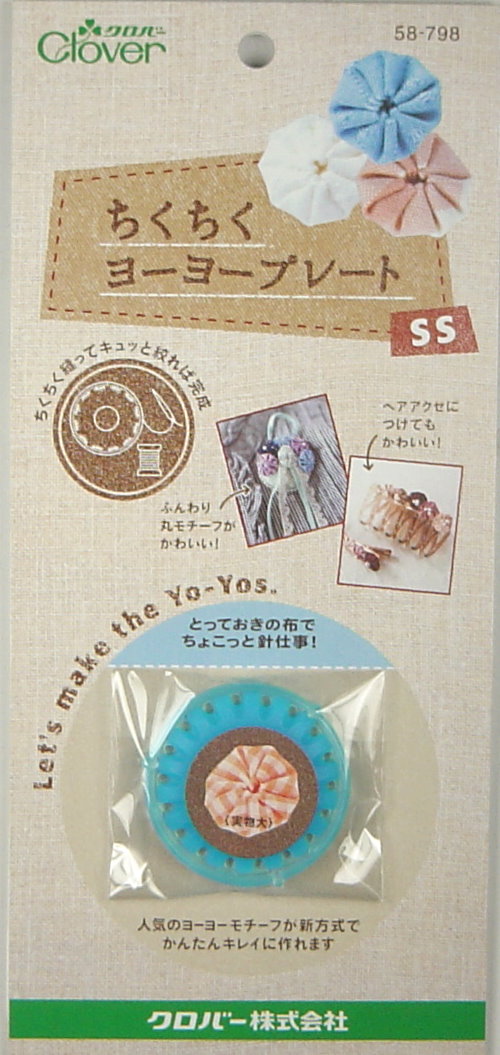 クロバー
Clover
58-798
ちくちく
ヨーヨープレート
SS
ちくちく縫ってキュッと絞れば完成
ヘアアクセに
つけても
かわいい!
ふんわり
丸モチーフが
かわいい!
Let's make the Yo-Yos.
とっておきの布で
ちょこっと針仕事!
(実物大)
人気のヨーヨーモチーフが新方式で
かんたんキレイに作れます
クロバー株式会社